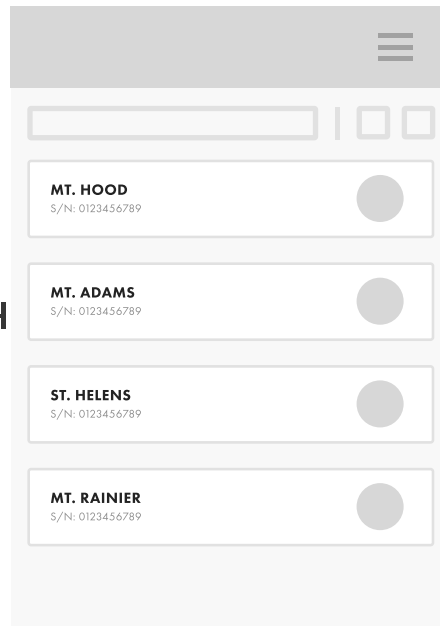 MT. HOOD
S/N: 0123456789
MT. ADAMS
S/N: 0123456789
ST. HELENS
S/N: 0123456789
MT. RAINIER
S/N: 0123456789